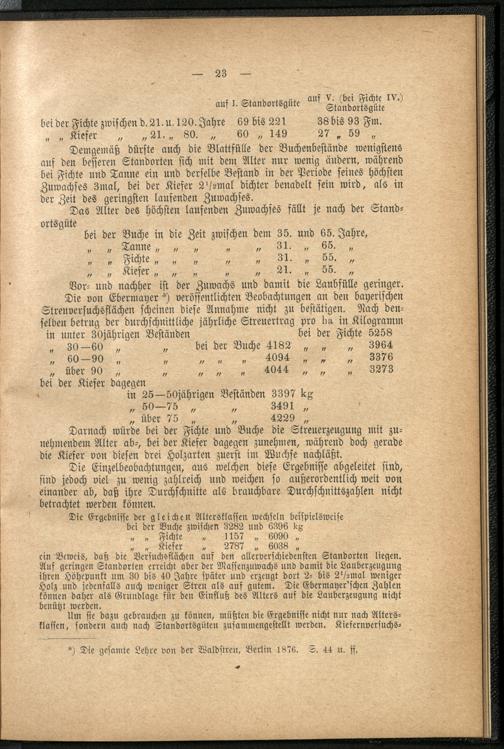 — 23 —
auf I. Standortsgüte auf V. (bei Fichte IV.)
Standortsgüte
bei der Fichte zwischen d. 21. u. 120. Jahre 69 bis 221 38 bis 93 Fm.
„ „ Kiefer „ „ 21. „ 80. „ 60 „ 149 27 „ 59 „
Demgemäß dürfte auch die Blattfülle der Buchenbestände wenigstens
auf den besseren Standorten sich mit dem Alter nur wenig ändern, während
bei Fichte und Tanne ein und derselbe Bestand in der Periode seines höchsten
Zuwachses 3mal, bei der Kiefer 2¹/₂mal dichter benadelt sein wird, als in
der Zeit des geringsten laufenden Zuwachses.
Das Alter des höchsten laufenden Zuwachses fällt je nach der Stand-
ortsgüte
bei der Buche in die Zeit zwischen dem 35. und 65. Jahre,
„ „ Tanne „ „ „ „ „ 31. „ 65. „
„ „ Fichte „ „ „ „ „ 31. „ 55. „
„ „ Kiefer „ „ „ „ „ 21. „ 55. „
Vor- und nachher ist der Zuwachs und damit die Laubfülle geringer.
Die von Ebermayer *) veröffentlichten Beobachtungen an den bayerischen
Streuversuchsflächen scheinen diese Annahme nicht zu bestätigen. Nach den-
selben betrug der durchschnittliche jährliche Streuertrag pro ha in Kilogramm
in unter 30jährigen Beständen bei der Fichte 5258
„ 30—60 „ „ bei der Buche 4182 „ „ „ 3964
„ 60—90 „ „ „ „ „ 4094 „ „ „ 3376
„ über 90 „ „ „ „ „ 4044 „ „ „ 3273
bei der Kiefer dagegen
in 25—50jährigen Beständen 3397 kg
„ 50—75 „ „ 3491 „
„ über 75 „ „ 4229 „
Darnach würde bei der Fichte und Buche die Streuerzeugung mit zu-
nehmendem Alter ab-, bei der Kiefer dagegen zunehmen, während doch gerade
die Kiefer von diesen drei Holzarten zuerst im Wuchse nachläßt.
Die Einzelbeobachtungen, aus welchen diese Ergebnisse abgeleitet sind,
sind jedoch viel zu wenig zahlreich und weichen so außerordentlich weit von
einander ab, daß ihre Durchschnitte als brauchbare Durchschnittszahlen nicht
betrachtet werden können.
Die Ergebnisse der gleichen Altersklassen wechseln beispielsweise
bei der Buche zwischen 3282 und 6396 kg
„ „ Fichte „ 1157 „ 6090 „
„ „ Kiefer „ 2787 „ 6038 „
ein Beweis, daß die Versuchsflächen auf den allerverschiedensten Standorten liegen.
Auf geringen Standorten erreicht aber der Massenzuwachs und damit die Lauberzeugung
ihren Höhepunkt um 30 bis 40 Jahre später und erzeugt dort 2- bis 2¹/₂mal weniger
Holz und jedenfalls auch weniger Streu als auf gutem. Die Ebermayer'schen Zahlen
können daher als Grundlage für den Einfluß des Alters auf die Lauberzeugung nicht
benützt werden.
Um sie dazu gebrauchen zu können, müßten die Ergebnisse nicht nur nach Alters-
klassen, sondern auch nach Standortsgüten zusammengestellt werden. Kiefernversuchs-
*) Die gesamte Lehre von der Waldstreu, Berlin 1876. S. 44 u. ff.